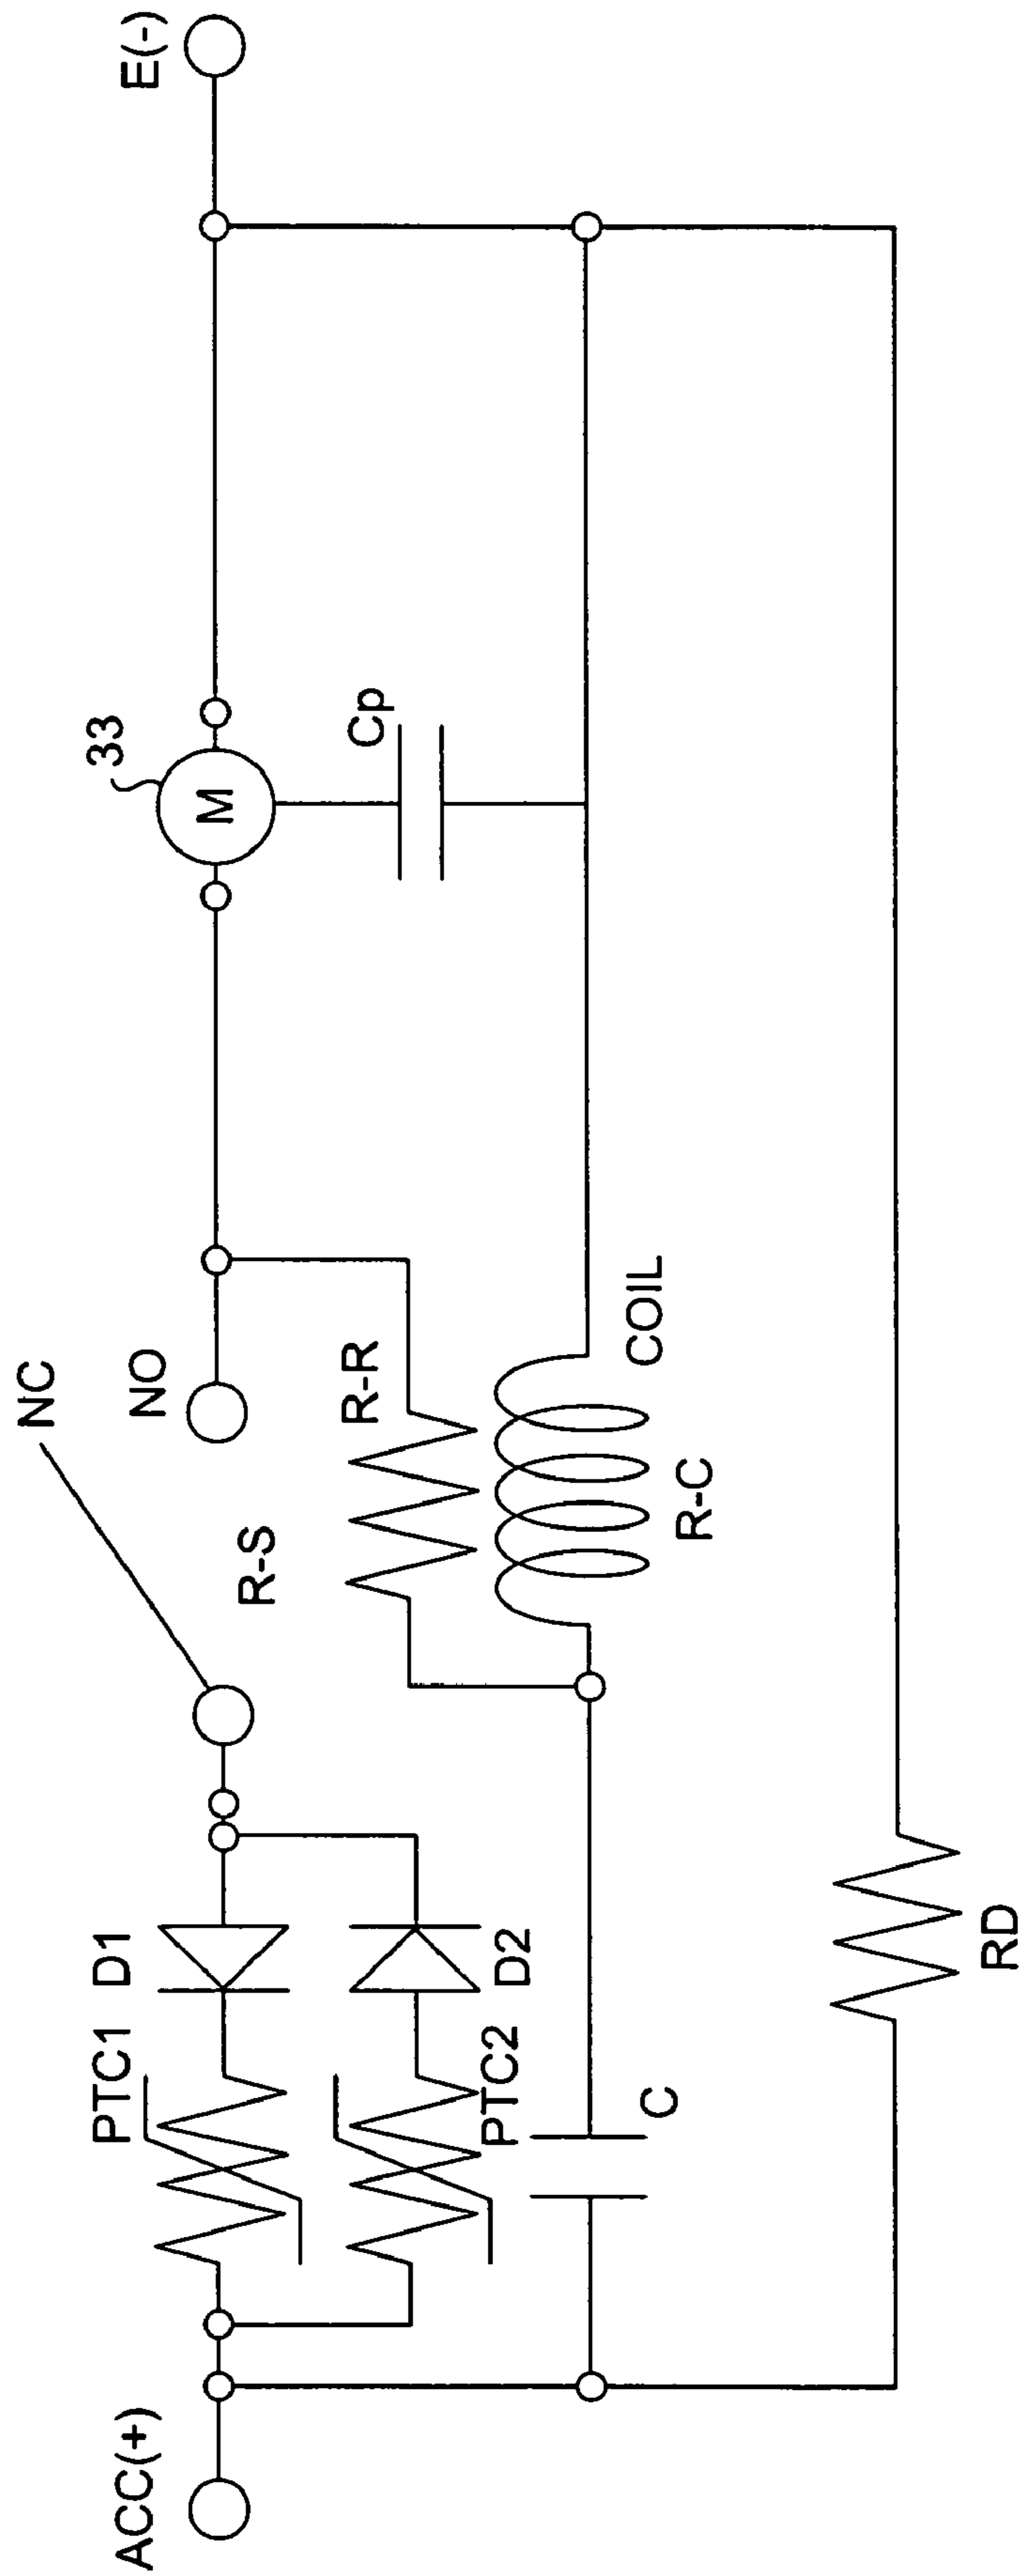 ACC(+)
PTC1
D1
PTC2
D2
C
RD
NC
R-S
NO
R-R
R-C
COIL
33
M
Cp
E(-)